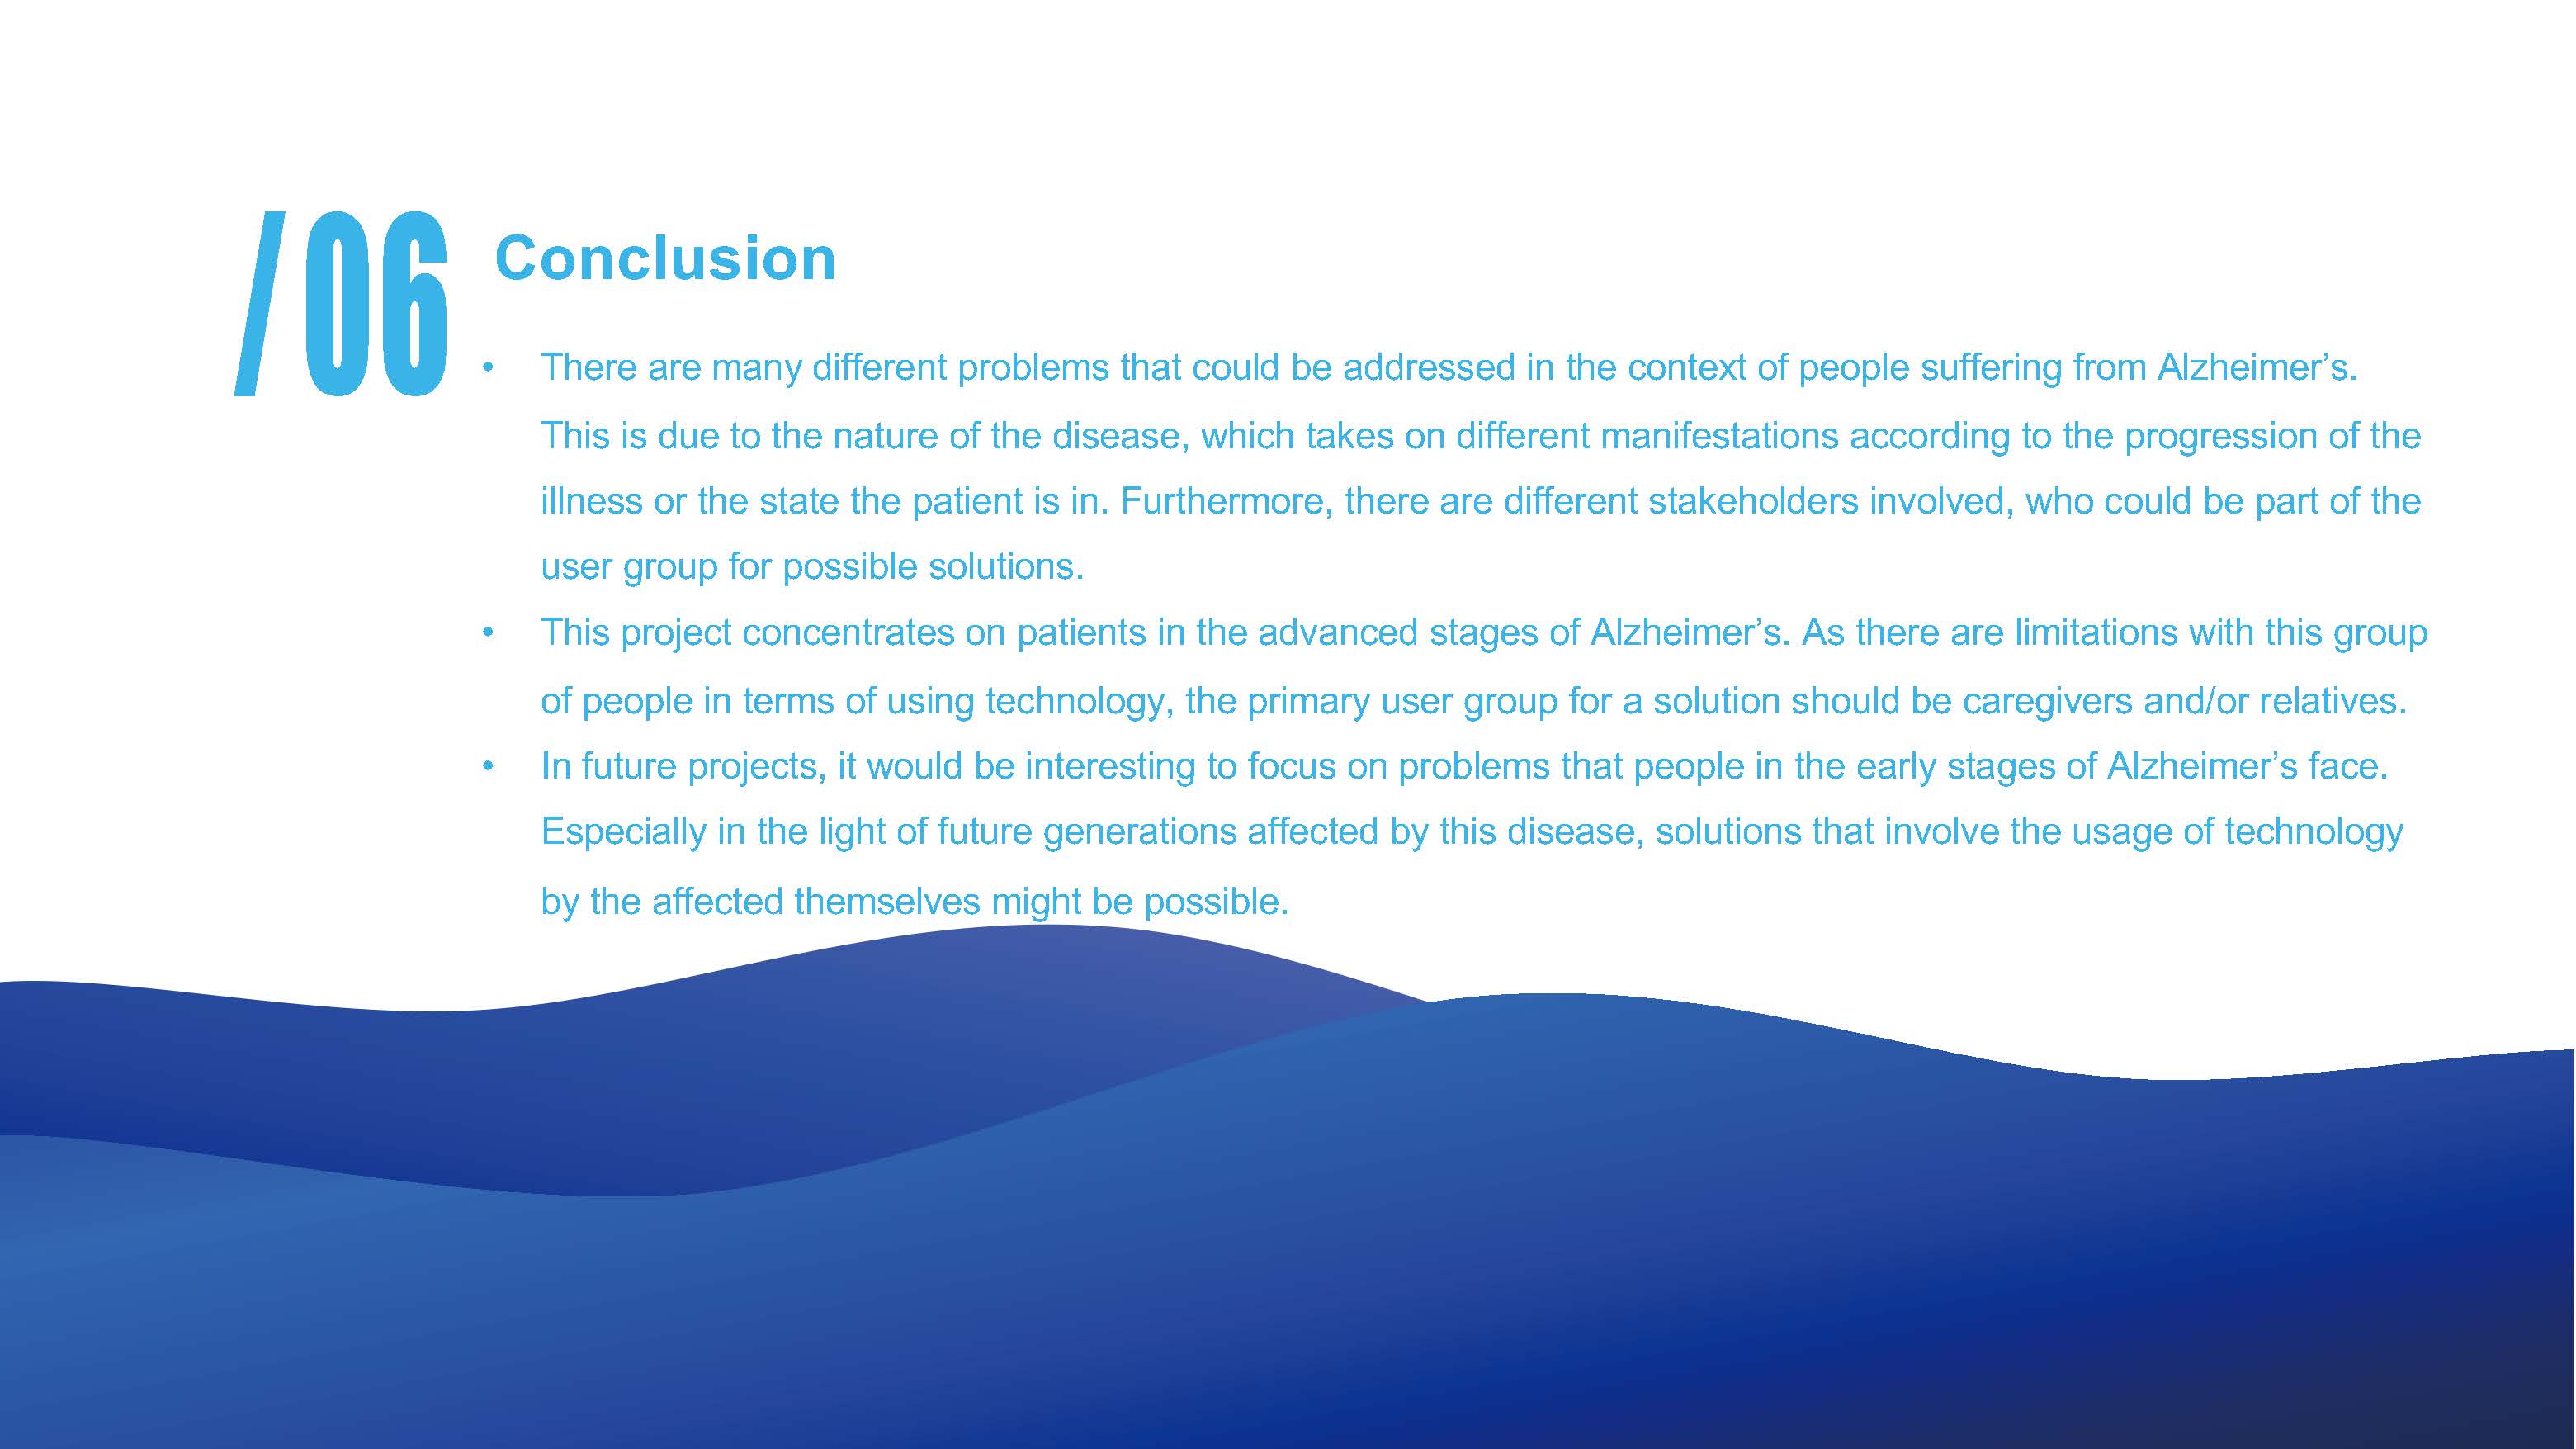 /06
Conclusion
• There are many different problems that could be addressed in the context of people suffering from Alzheimer’s.
This is due to the nature of the disease, which takes on different manifestations according to the progression of the
illness or the state the patient is in. Furthermore, there are different stakeholders involved, who could be part of the
user group for possible solutions.
• This project concentrates on patients in the advanced stages of Alzheimer’s. As there are limitations with this group
of people in terms of using technology, the primary user group for a solution should be caregivers and/or relatives.
• In future projects, it would be interesting to focus on problems that people in the early stages of Alzheimer’s face.
Especially in the light of future generations affected by this disease, solutions that involve the usage of technology
by the affected themselves might be possible.